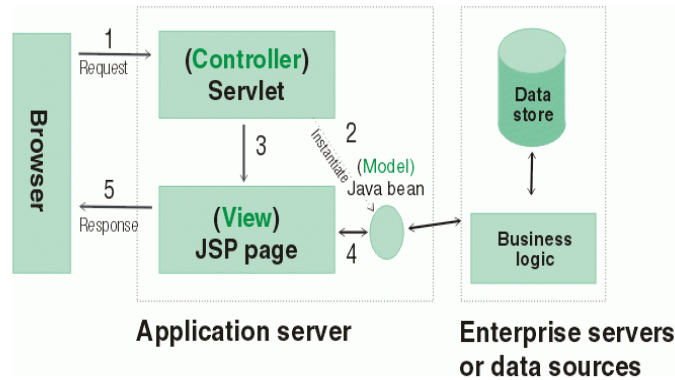 1
Request
Browser
(Controller)
Servlet
2
Instantiate
3
(Model)
Java bean
5
Response
(View)
JSP page
4
Data
store
Business
logic
Application server
Enterprise servers
or data sources